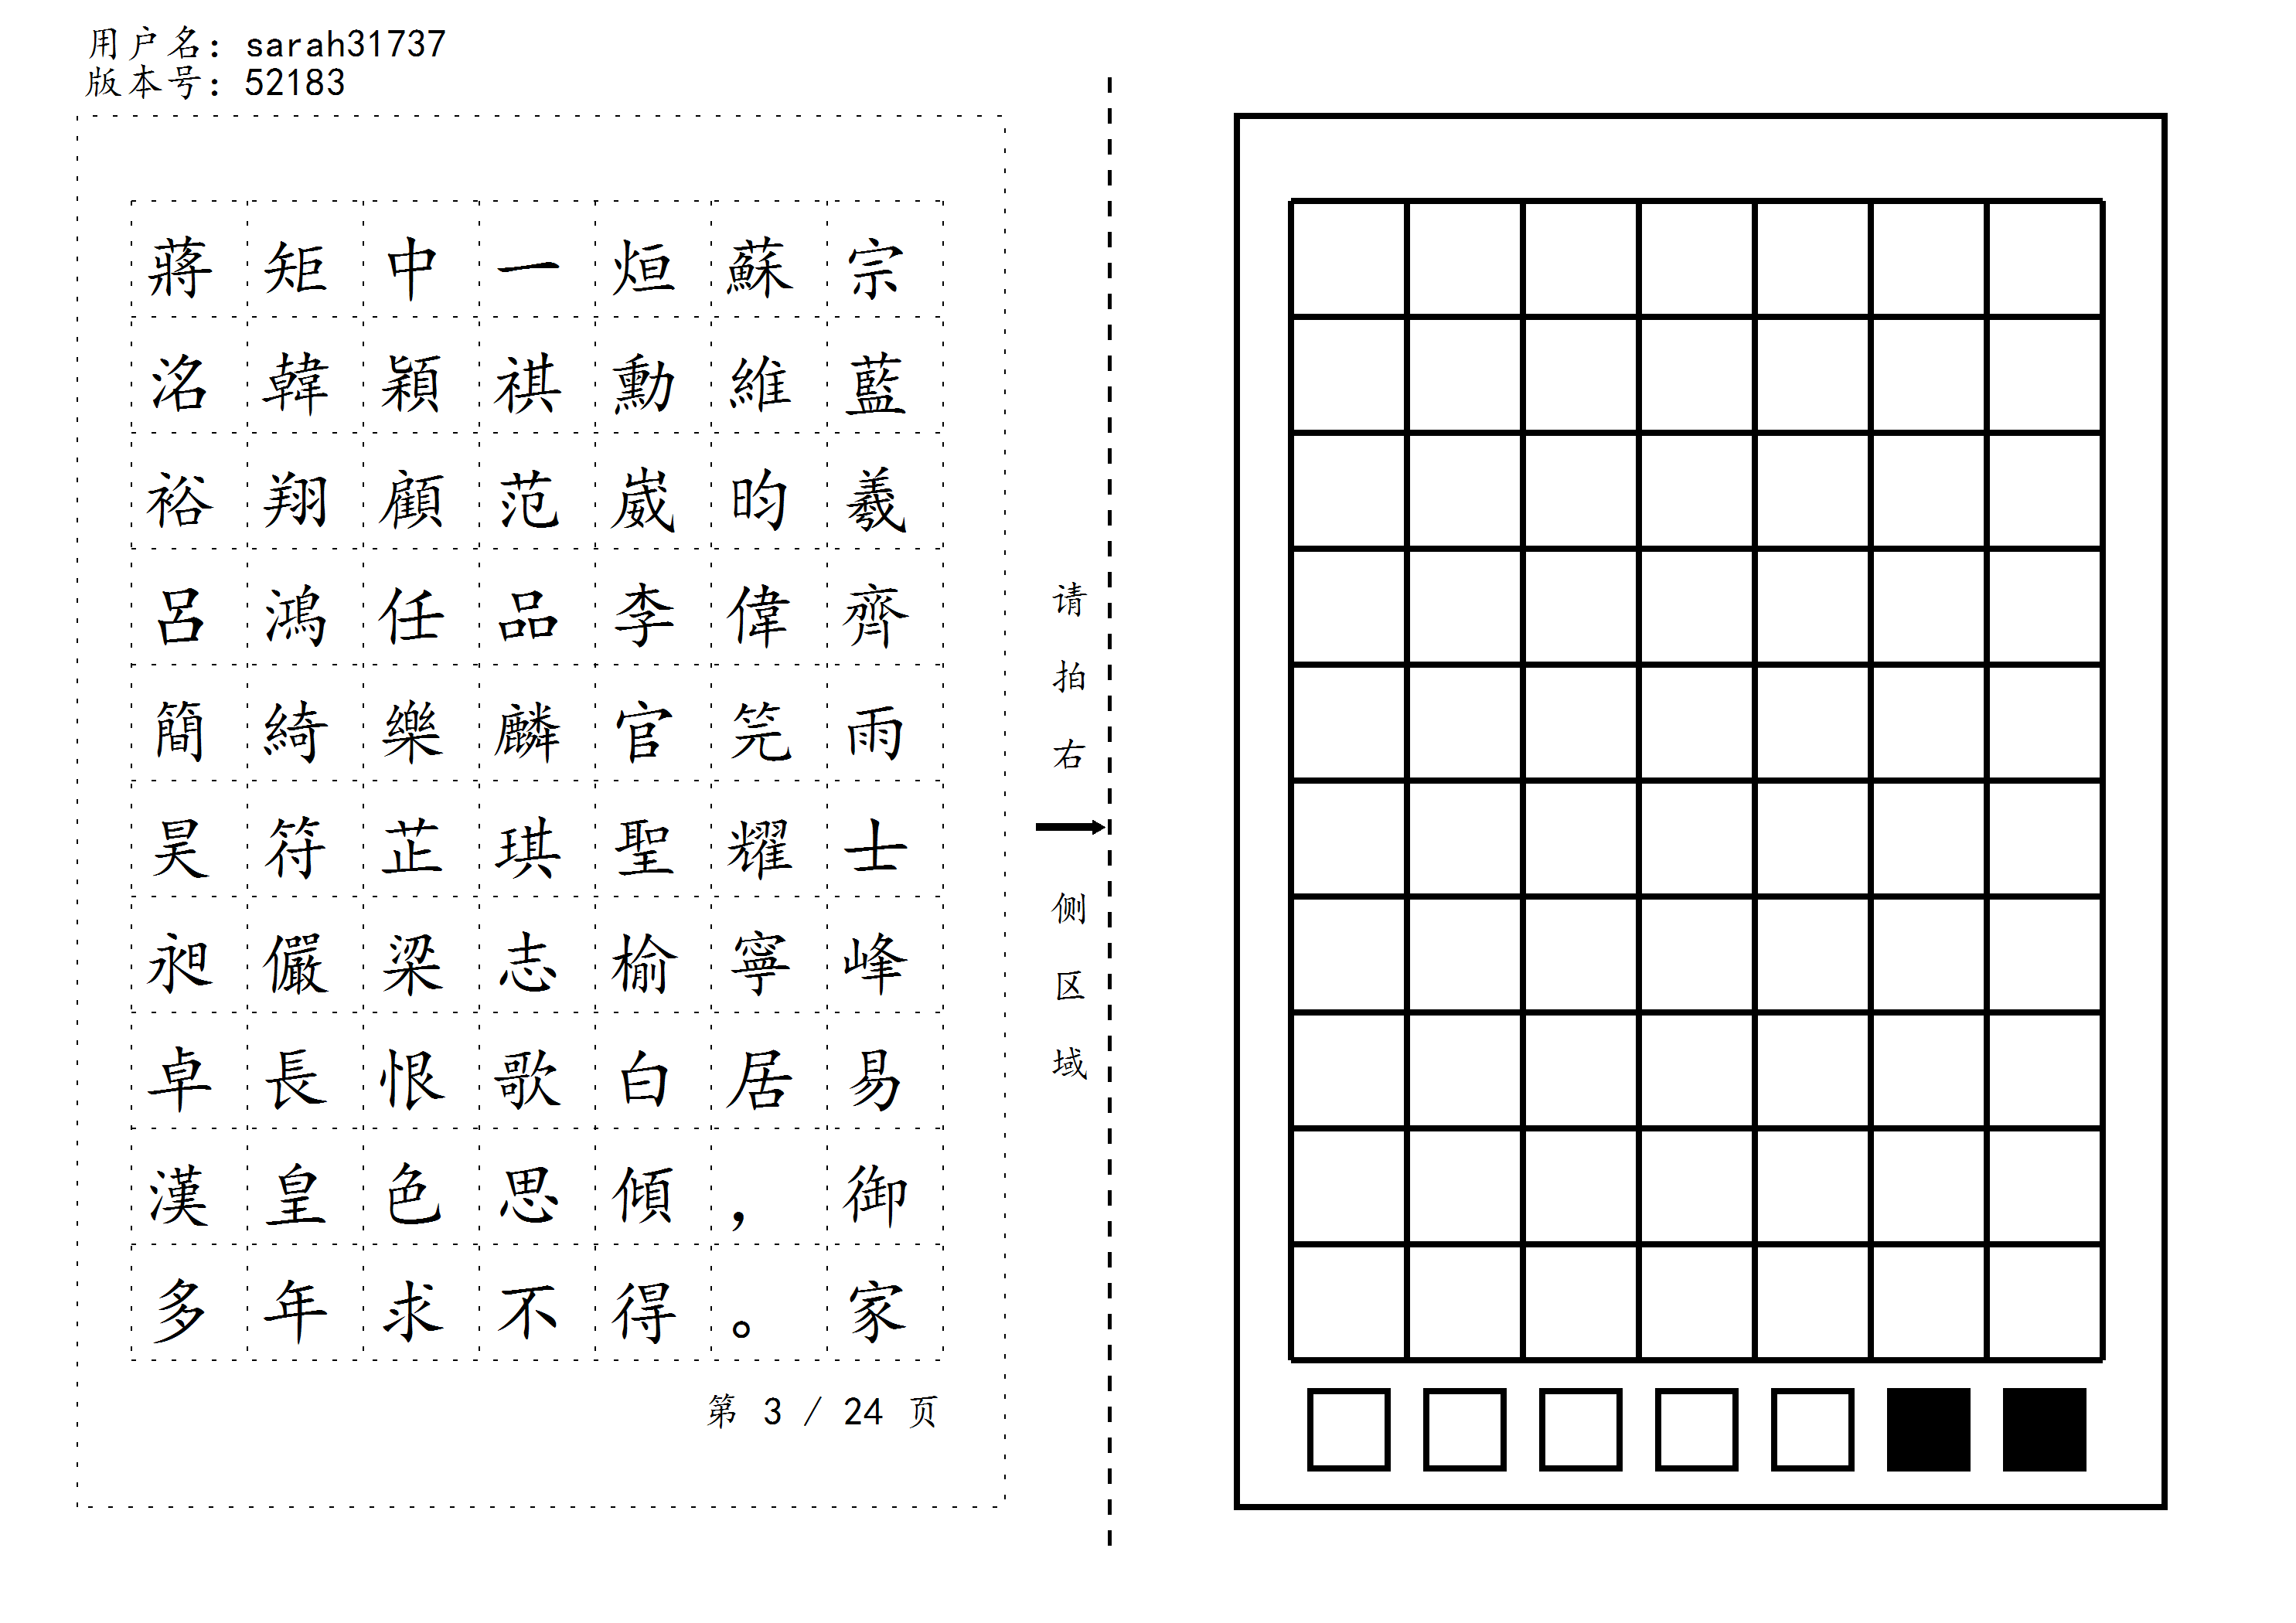 用户名: sarah31737
版本号: 52183
蔣矩中一烜蘇宗
洺韓穎祺勳維藍
裕翔顧范崴昀羲
呂鴻任品李偉齊
簡綺樂麟官筦雨
昊符芷琪聖耀士
昶儼梁志榆寧峰
卓長恨歌白居易
漢皇色思傾，御
多年求不得。家
第 3 / 24 页
请拍右侧区域